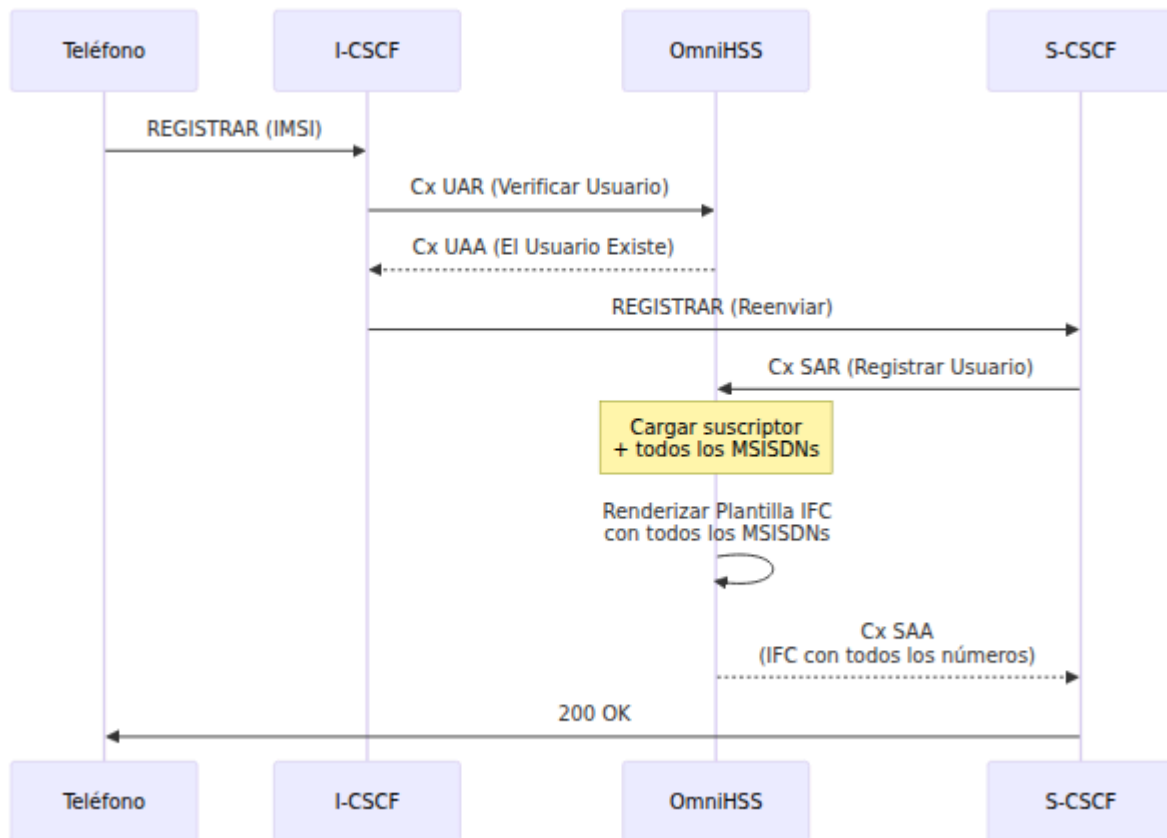 Teléfono
I-CSCF
OmniHSS
S-CSCF
REGISTRAR (IMSI)
Cx UAR (Verificar Usuario)
Cx UAA (El Usuario Existe)
REGISTRAR (Reenviar)
Cx SAR (Registrar Usuario)
Cargar suscriptor
+ todos los MSISDNs
Renderizar Plantilla IFC
con todos los MSISDNs
Cx SAA
(IFC con todos los números)
200 OK
Teléfono
I-CSCF
OmniHSS
S-CSCF